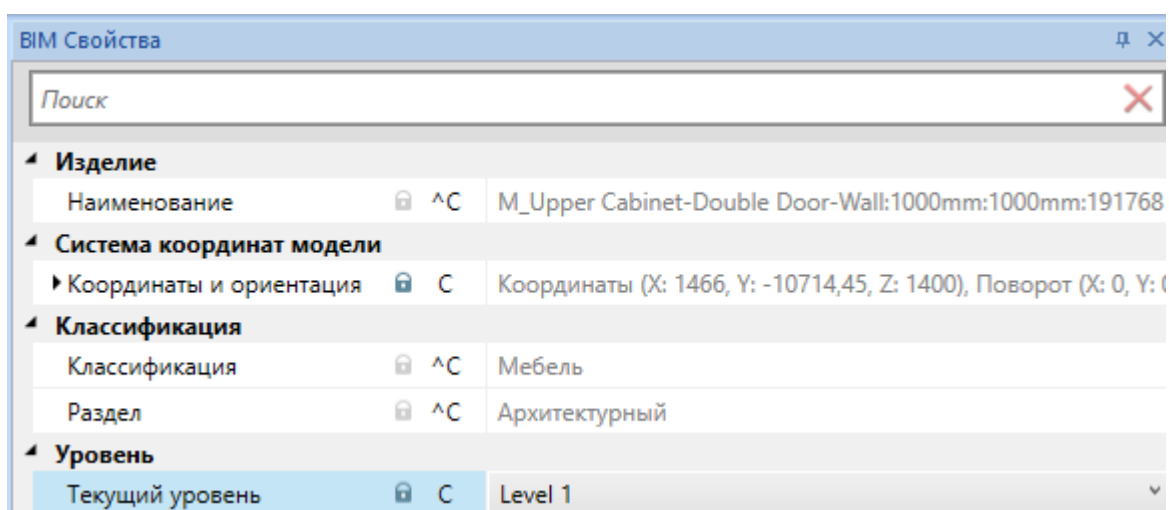 BIM Свойства
Поиск
Изделие
Наименование ^C M_Upper Cabinet-Double Door-Wall:1000mm:1000mm:191768
Система координат модели
Координаты и ориентация C Координаты (X: 1466, Y: -10714,45, Z: 1400), Поворот (X: 0, Y:
Классификация
Классификация ^C Мебель
Раздел ^C Архитектурный
Уровень
Текущий уровень C Level 1